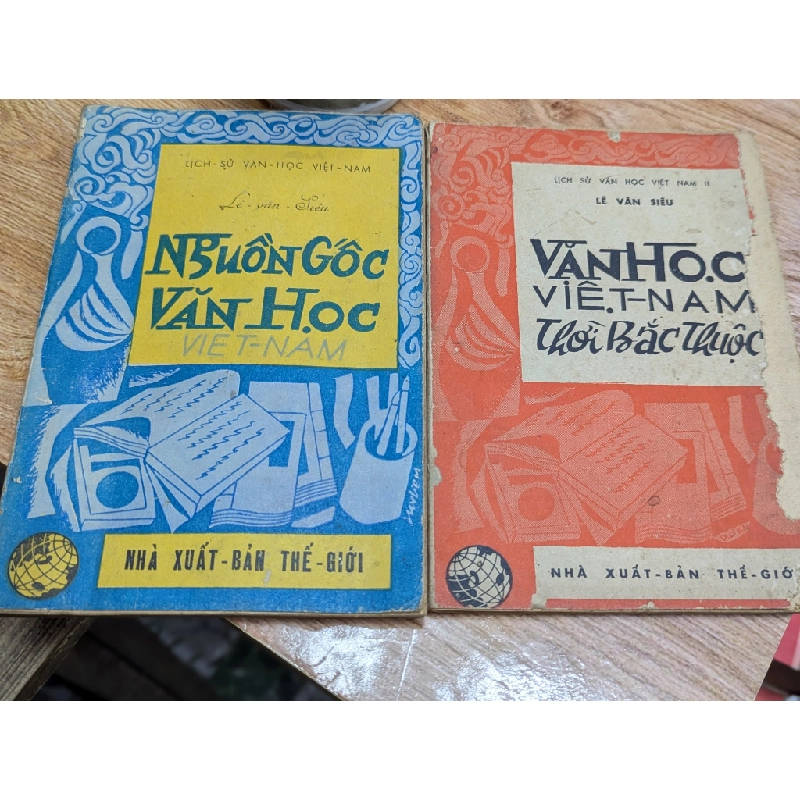 LỊCH-SỬ VĂN-HỌC VIỆT-NAM
Lê-văn-Siêu
NGUỒN GỐC
VĂN HỌC
VIỆT-NAM
NHÀ XUẤT-BẢN THẾ-GIỚI
LỊCH SỬ VĂN HỌC VIỆT NAM II
LÊ VĂN SIÊU
VĂN HỌC
VIỆT-NAM
Thời Bắc Thuộc
NHÀ XUẤT-BẢN THẾ-GIỚ